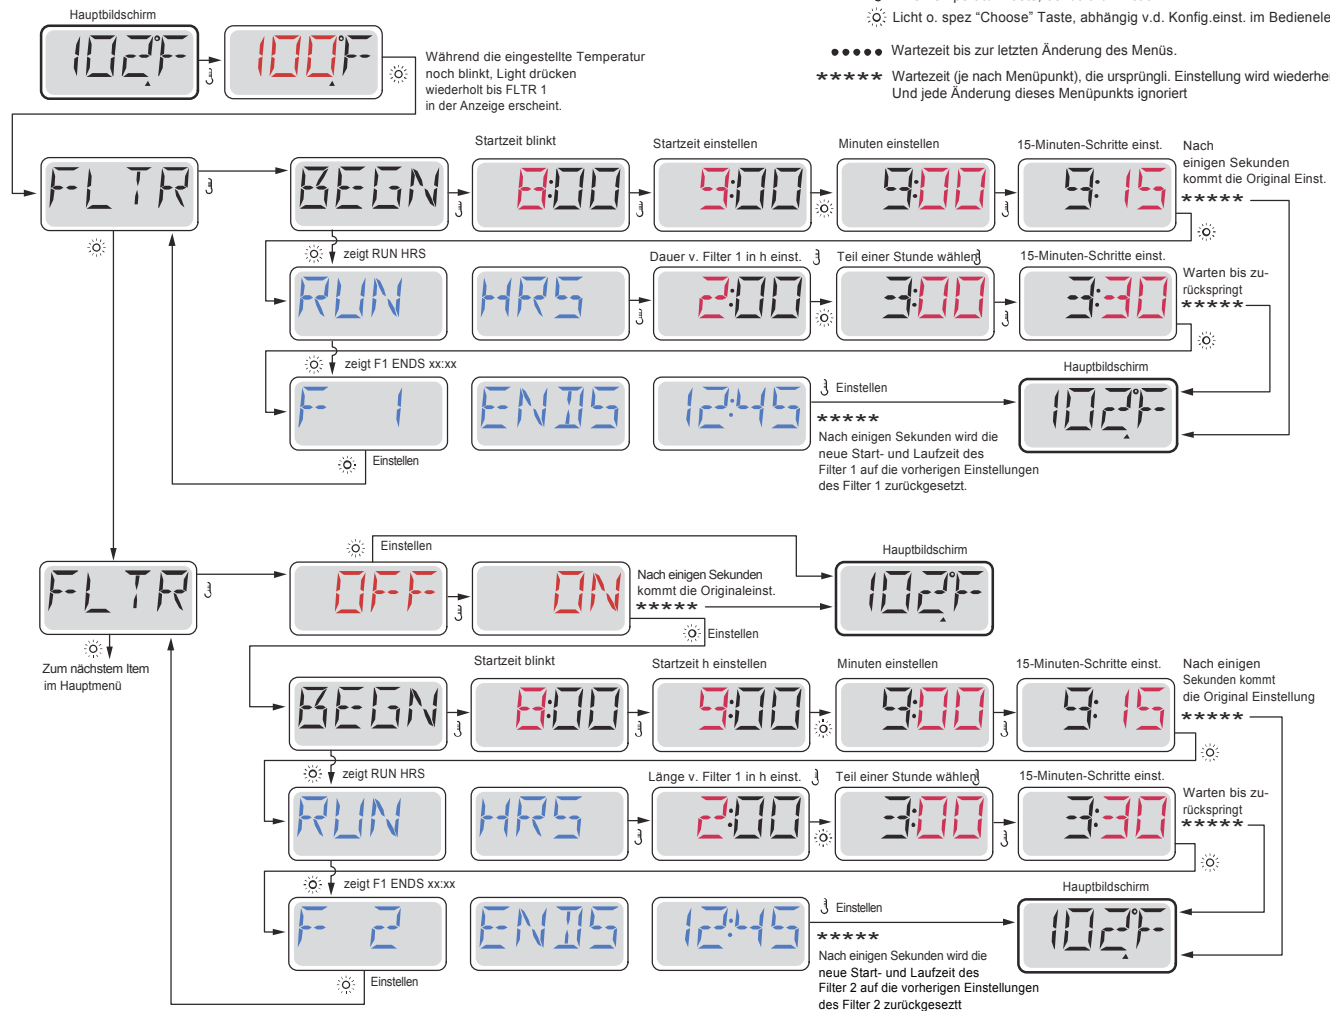 Hauptbildschirm
Licht o. spez “Choose” Taste, abhängig v.d. Konfig.einst. im
Wartezeit bis zur letzten Änderung des Menüs.
***** Wartezeit (je nach Menüpunkt), die ursprüngli. Einstellung wird
Und jede Änderung dieses Menüpunkts ignoriert
102°F
100°F
Während die eingestellte Temperatur
noch blinkt, Light drücken
wiederholt bis FLTR 1
in der Anzeige erscheint.
Startzeit blinkt
Startzeit einstellen
Minuten einstellen
15-Minuten-Schritte einst.
Nach
einigen Sekunden
kommt die Original Einst.
*****
FLTR
BEGN
8:00
9:00
9:00
9:15
zeigt RUN HRS
Dauer v. Filter 1 in h einst.
Teil einer Stunde wählen
15-Minuten-Schritte einst.
Warten bis zu-
rückspringt
*****
RUN
HRS
2:00
3:00
3:30
zeigt F1 ENDS xx:xx
Hauptbildschirm
F 1
ENDS
12:45
Einstellen
*****
Nach einigen Sekunden wird die
neue Start- und Laufzeit des
Filter 1 auf die vorherigen Einstellungen
des Filter 1 zurückgesetzt.
102°F
Einstellen
Einstellen
Hauptbildschirm
FLTR
OFF
ON
Nach einigen Sekunden
kommt die Originaleinst.
*****
102°F
Einstellen
Zum nächstem Item
im Hauptmenü
Startzeit blinkt
Startzeit h einstellen
Minuten einstellen
15-Minuten-Schritte einst.
Nach einigen
Sekunden kommt
die Original Einstellung
*****
BEGN
8:00
9:00
9:00
9:15
zeigt RUN HRS
Länge v. Filter 1 in h einst.
Teil einer Stunde wählen
15-Minuten-Schritte einst.
Warten bis zu-
rückspringt
*****
RUN
HRS
2:00
3:00
3:30
zeigt F1 ENDS xx:xx
Hauptbildschirm
F 2
ENDS
12:45
Einstellen
*****
Nach einigen Sekunden wird die
neue Start- und Laufzeit des
Filter 2 auf die vorherigen Einstellungen
des Filter 2 zurückgeseztt
102°F
Einstellen